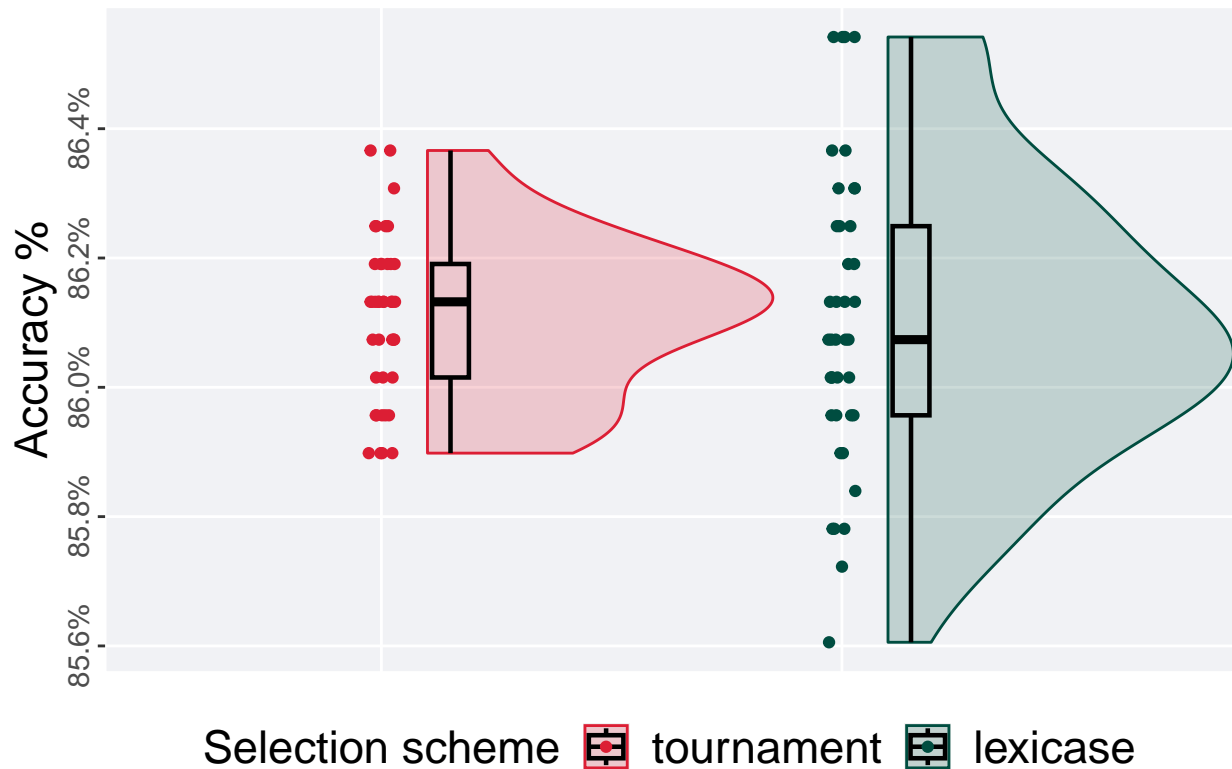 Accuracy %
86.4%
86.2%
86.0%
85.8%
85.6%
Selection scheme tournament lexicase